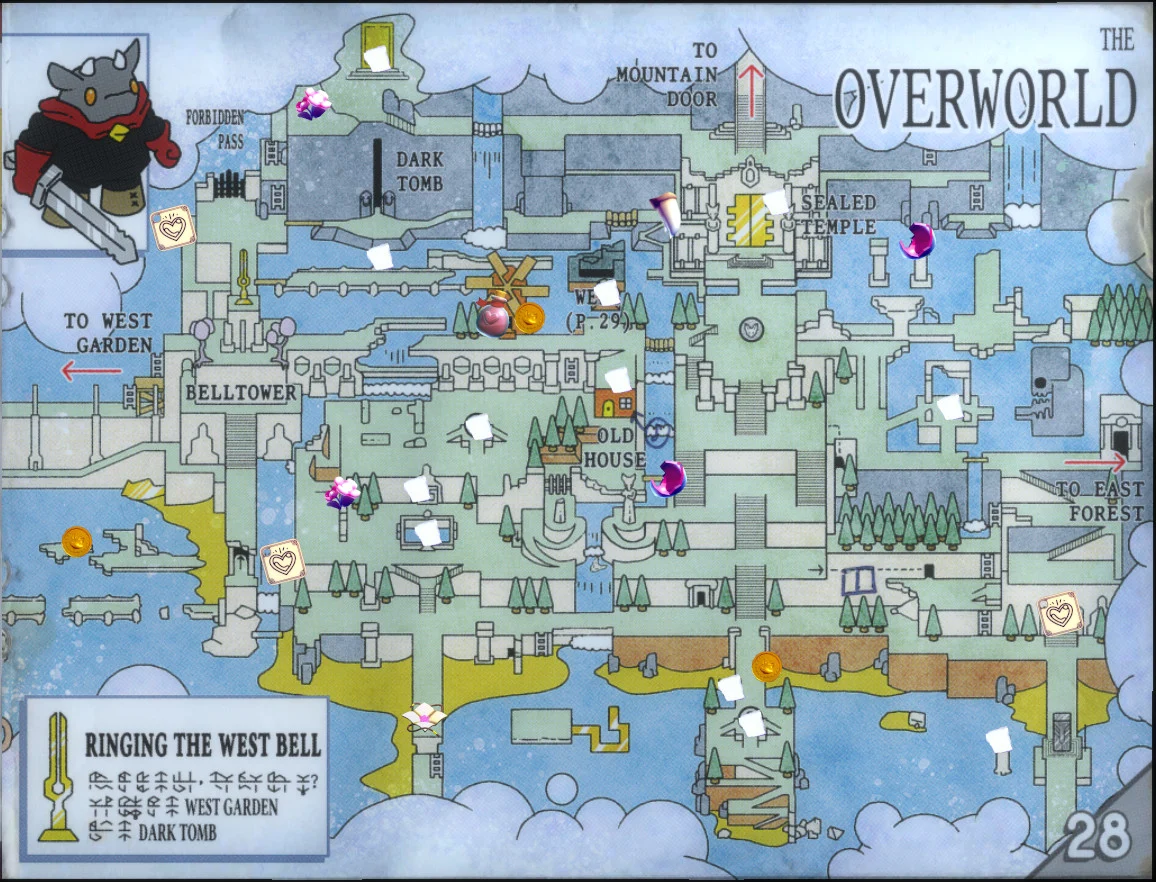 THE
OVERWORLD
TO
MOUNTAIN
DOOR
FORBIDDEN
PASS
DARK
TOMB
SEALED
TEMPLE
(P.29)
TO WEST
GARDEN
BELLTOWER
OLD
HOUSE
TO EAST
FOREST
RINGING THE WEST BELL
WEST GARDEN
DARK TOMB
28